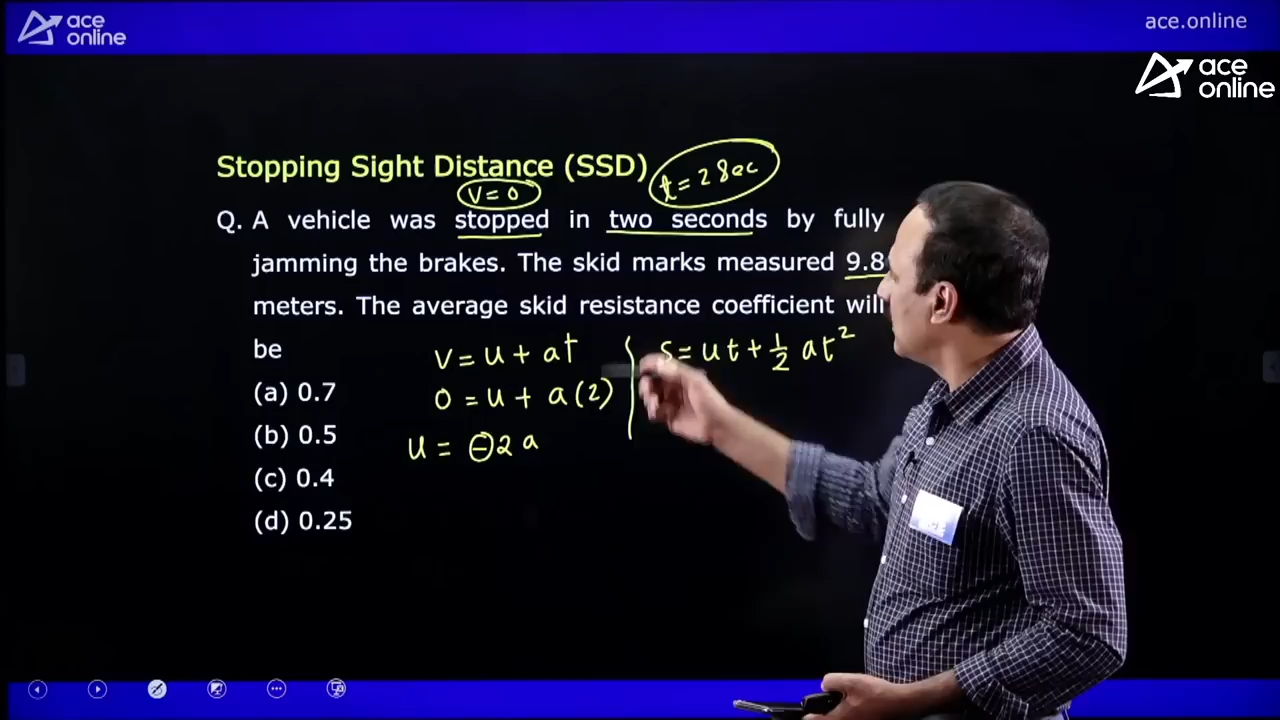 ace
online
ace.online
ace
online
Stopping Sight Distance (SSD)
t = 2 sec
v = 0
Q. A vehicle was stopped in two seconds by fully
jamming the brakes. The skid marks measured 9.8
meters. The average skid resistance coefficient will
be
v = u + at
s = ut + 1/2 at²
(a) 0.7
0 = u + a(2)
(b) 0.5
u = -2a
(c) 0.4
(d) 0.25